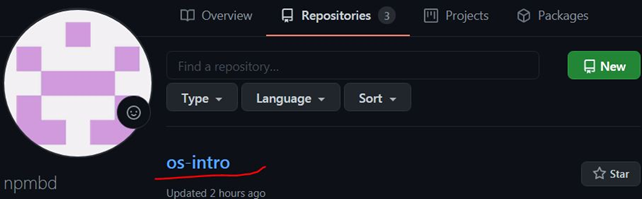 Overview Repositories 3 Projects Packages
Find a repository...
New
Type Language Sort
os-intro
Star
npmbd
Updated 2 hours ago